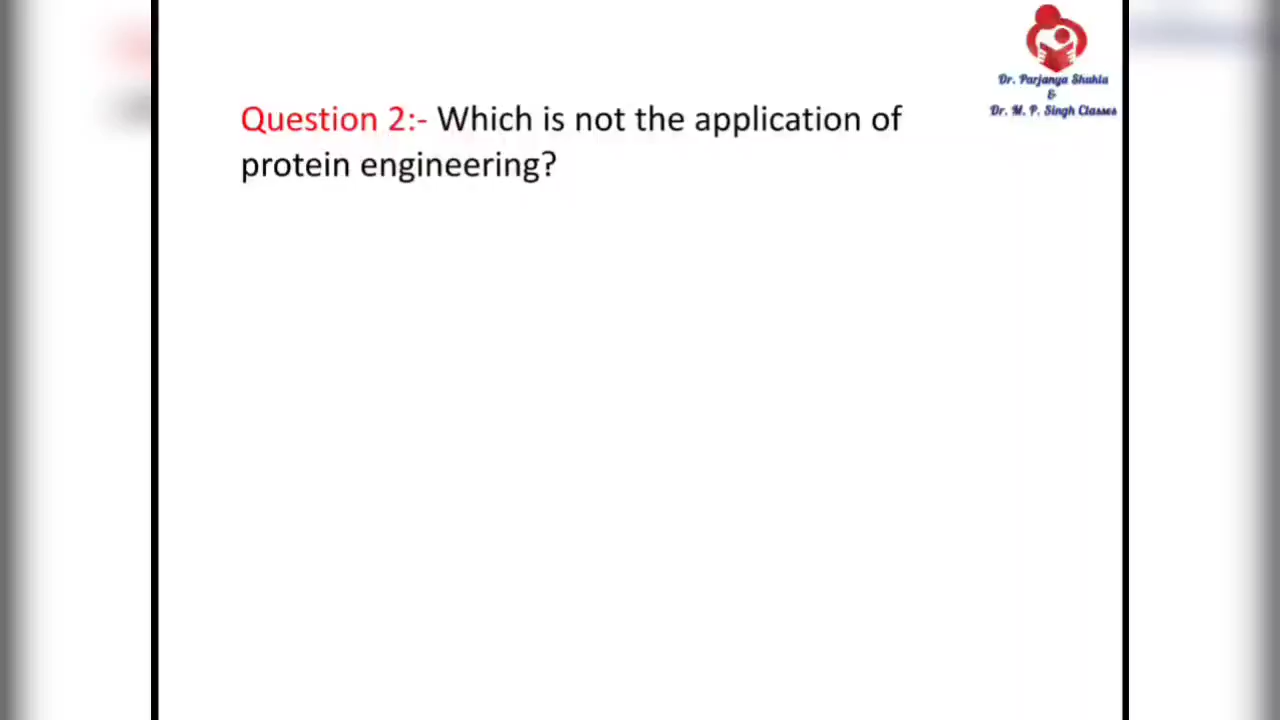 Dr. Parjanya Shukla
&
Dr. M. P. Singh Classes
Question 2:- Which is not the application of
protein engineering?